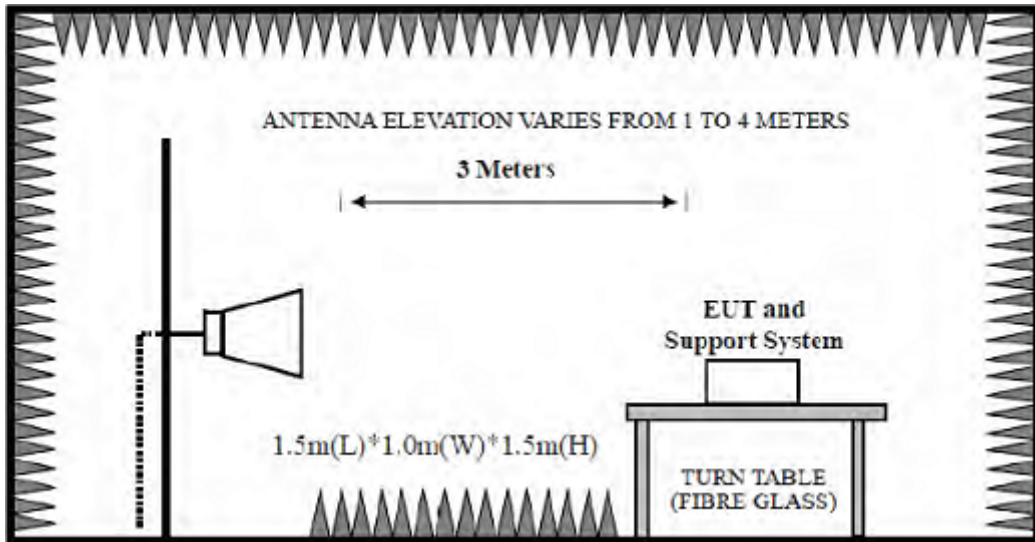 ANTENNA ELEVATION VARIES FROM 1 TO 4 METERS
3 Meters
EUT and
Support System
1.5m(L)*1.0m(W)*1.5m(H)
TURN TABLE
(FIBRE GLASS)